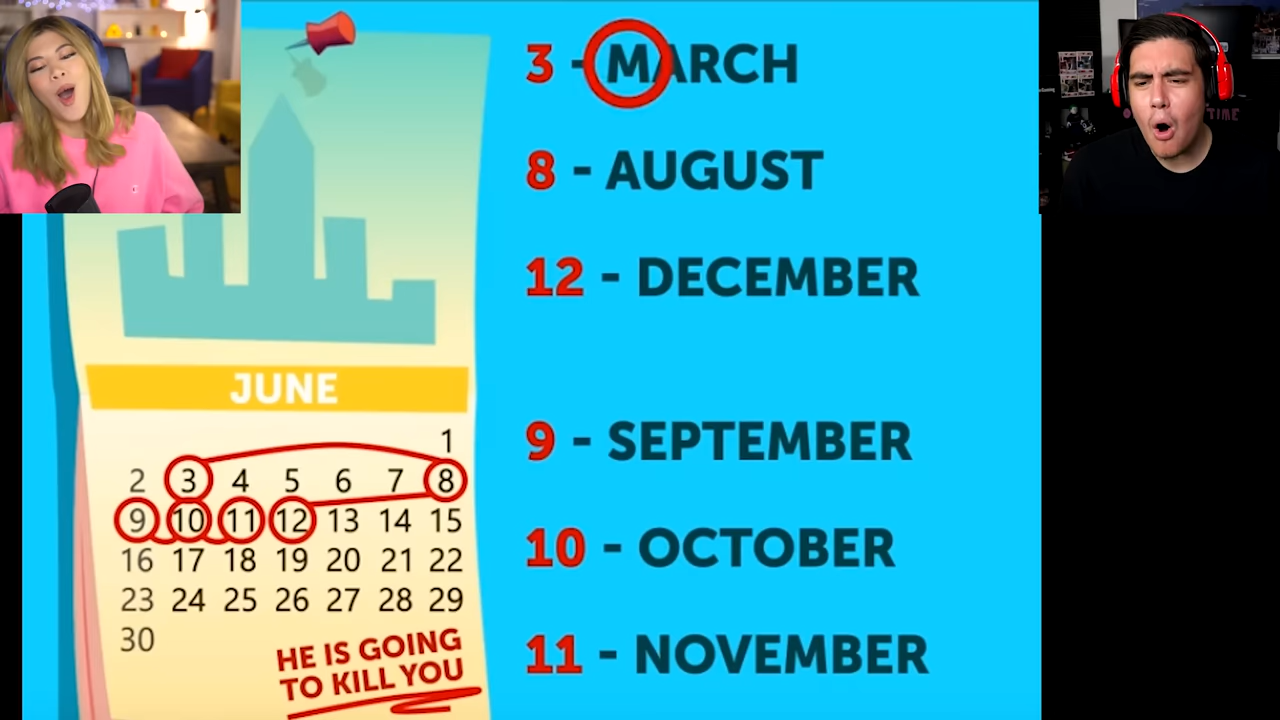 3 - MARCH
8 - AUGUST
12 - DECEMBER
9 - SEPTEMBER
10 - OCTOBER
11 - NOVEMBER
JUNE
1
2 3 4 5 6 7 8
9 10 11 12 13 14 15
16 17 18 19 20 21 22
23 24 25 26 27 28 29
30
HE IS GOING
TO KILL YOU
TIME